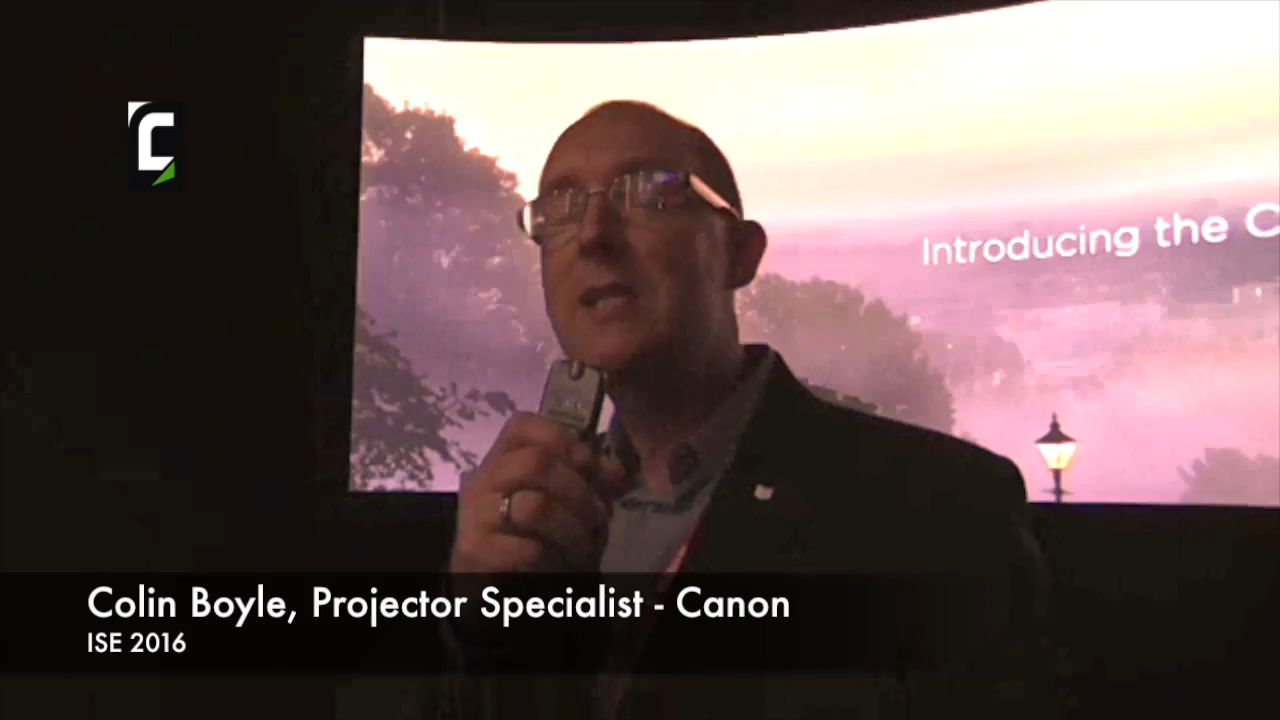 Introducing the C
Colin Boyle, Projector Specialist - Canon
ISE 2016